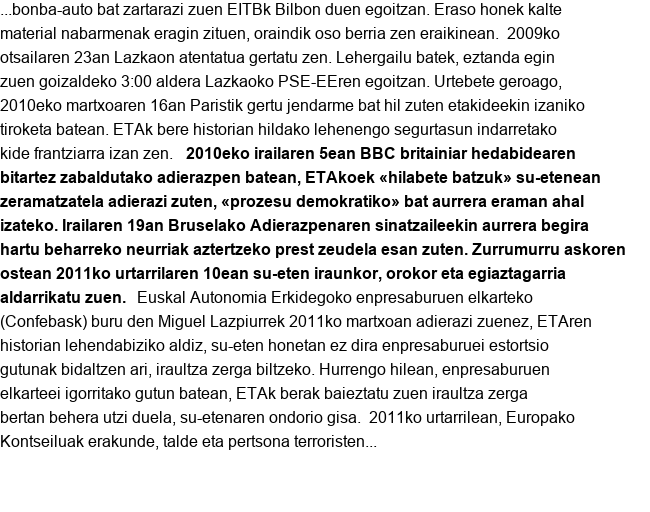 ...bonba-auto bat zartarazi zuen EITBk Bilbon duen egoitzan. Eraso honek kalte
material nabarmenak eragin zituen, oraindik oso berria zen eraikinean.  2009ko
otsailaren 23an Lazkaon atentatua gertatu zen. Lehergailu batek, eztanda egin
zuen goizaldeko 3:00 aldera Lazkaoko PSE-EEren egoitzan. Urtebete geroago,
2010eko martxoaren 16an Paristik gertu jendarme bat hil zuten etakideekin izaniko
tiroketa batean. ETAk bere historian hildako lehenengo segurtasun indarretako
kide frantziarra izan zen.   2010eko irailaren 5ean BBC britainiar hedabidearen
bitartez zabaldutako adierazpen batean, ETAkoek «hilabete batzuk» su-etenean
zeramatzatela adierazi zuten, «prozesu demokratiko» bat aurrera eraman ahal
izateko. Irailaren 19an Bruselako Adierazpenaren sinatzaileekin aurrera begira
hartu beharreko neurriak aztertzeko prest zeudela esan zuten. Zurrumurru askoren
ostean 2011ko urtarrilaren 10ean su-eten iraunkor, orokor eta egiaztagarria
aldarrikatu zuen.   Euskal Autonomia Erkidegoko enpresaburuen elkarteko
(Confebask) buru den Miguel Lazpiurrek 2011ko martxoan adierazi zuenez, ETAren
historian lehendabiziko aldiz, su-eten honetan ez dira enpresaburuei estortsio
gutunak bidaltzen ari, iraultza zerga biltzeko. Hurrengo hilean, enpresaburuen
elkarteei igorritako gutun batean, ETAk berak baieztatu zuen iraultza zerga
bertan behera utzi duela, su-etenaren ondorio gisa.  2011ko urtarrilean, Europako
Kontseiluak erakunde, talde eta pertsona terroristen...